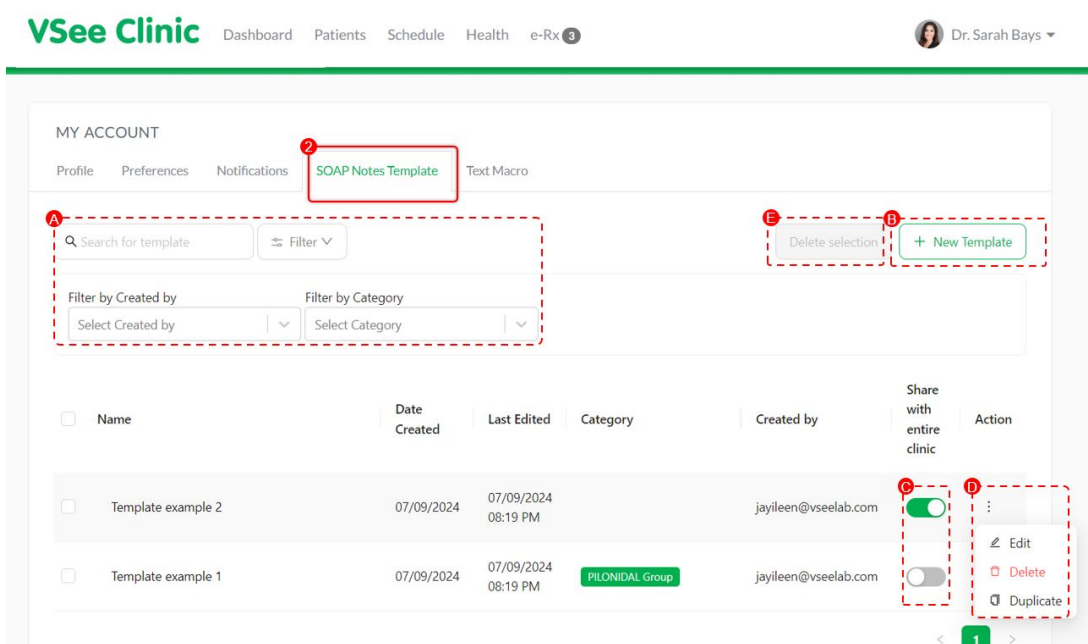 VSee Clinic Dashboard Patients Schedule Health e-Rx 3 Dr. Sarah Bays
MY ACCOUNT
2
Profile Preferences Notifications SOAP Notes Template Text Macro
A E B
Search for template Filter Delete selection + New Template
Filter by Created by Filter by Category
Select Created by Select Category
Name Date Created Last Edited Category Created by Share with entire clinic Action
C D
Template example 2 07/09/2024 07/09/2024 08:19 PM jayileen@vseelab.com
Edit
Template example 1 07/09/2024 07/09/2024 08:19 PM PILONIDAL Group jayileen@vseelab.com
Delete
Duplicate
< 1 >